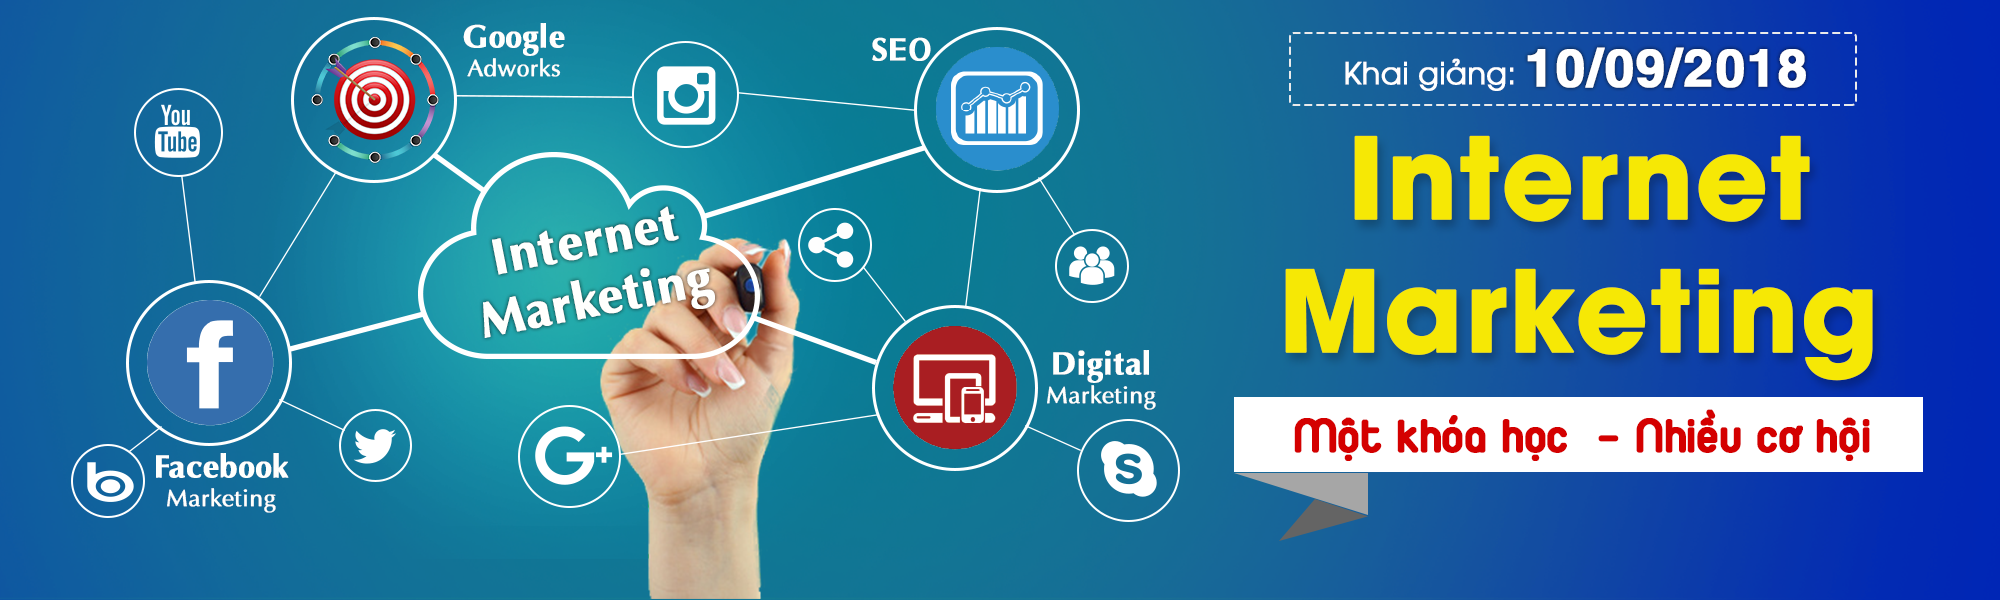 Google
Adworks
SEO
You
Tube
Internet
Marketing
f
Facebook
Marketing
G+
Digital
Marketing
S
Khai giảng: 10/09/2018
Internet
Marketing
Một khóa học - Nhiều cơ hội